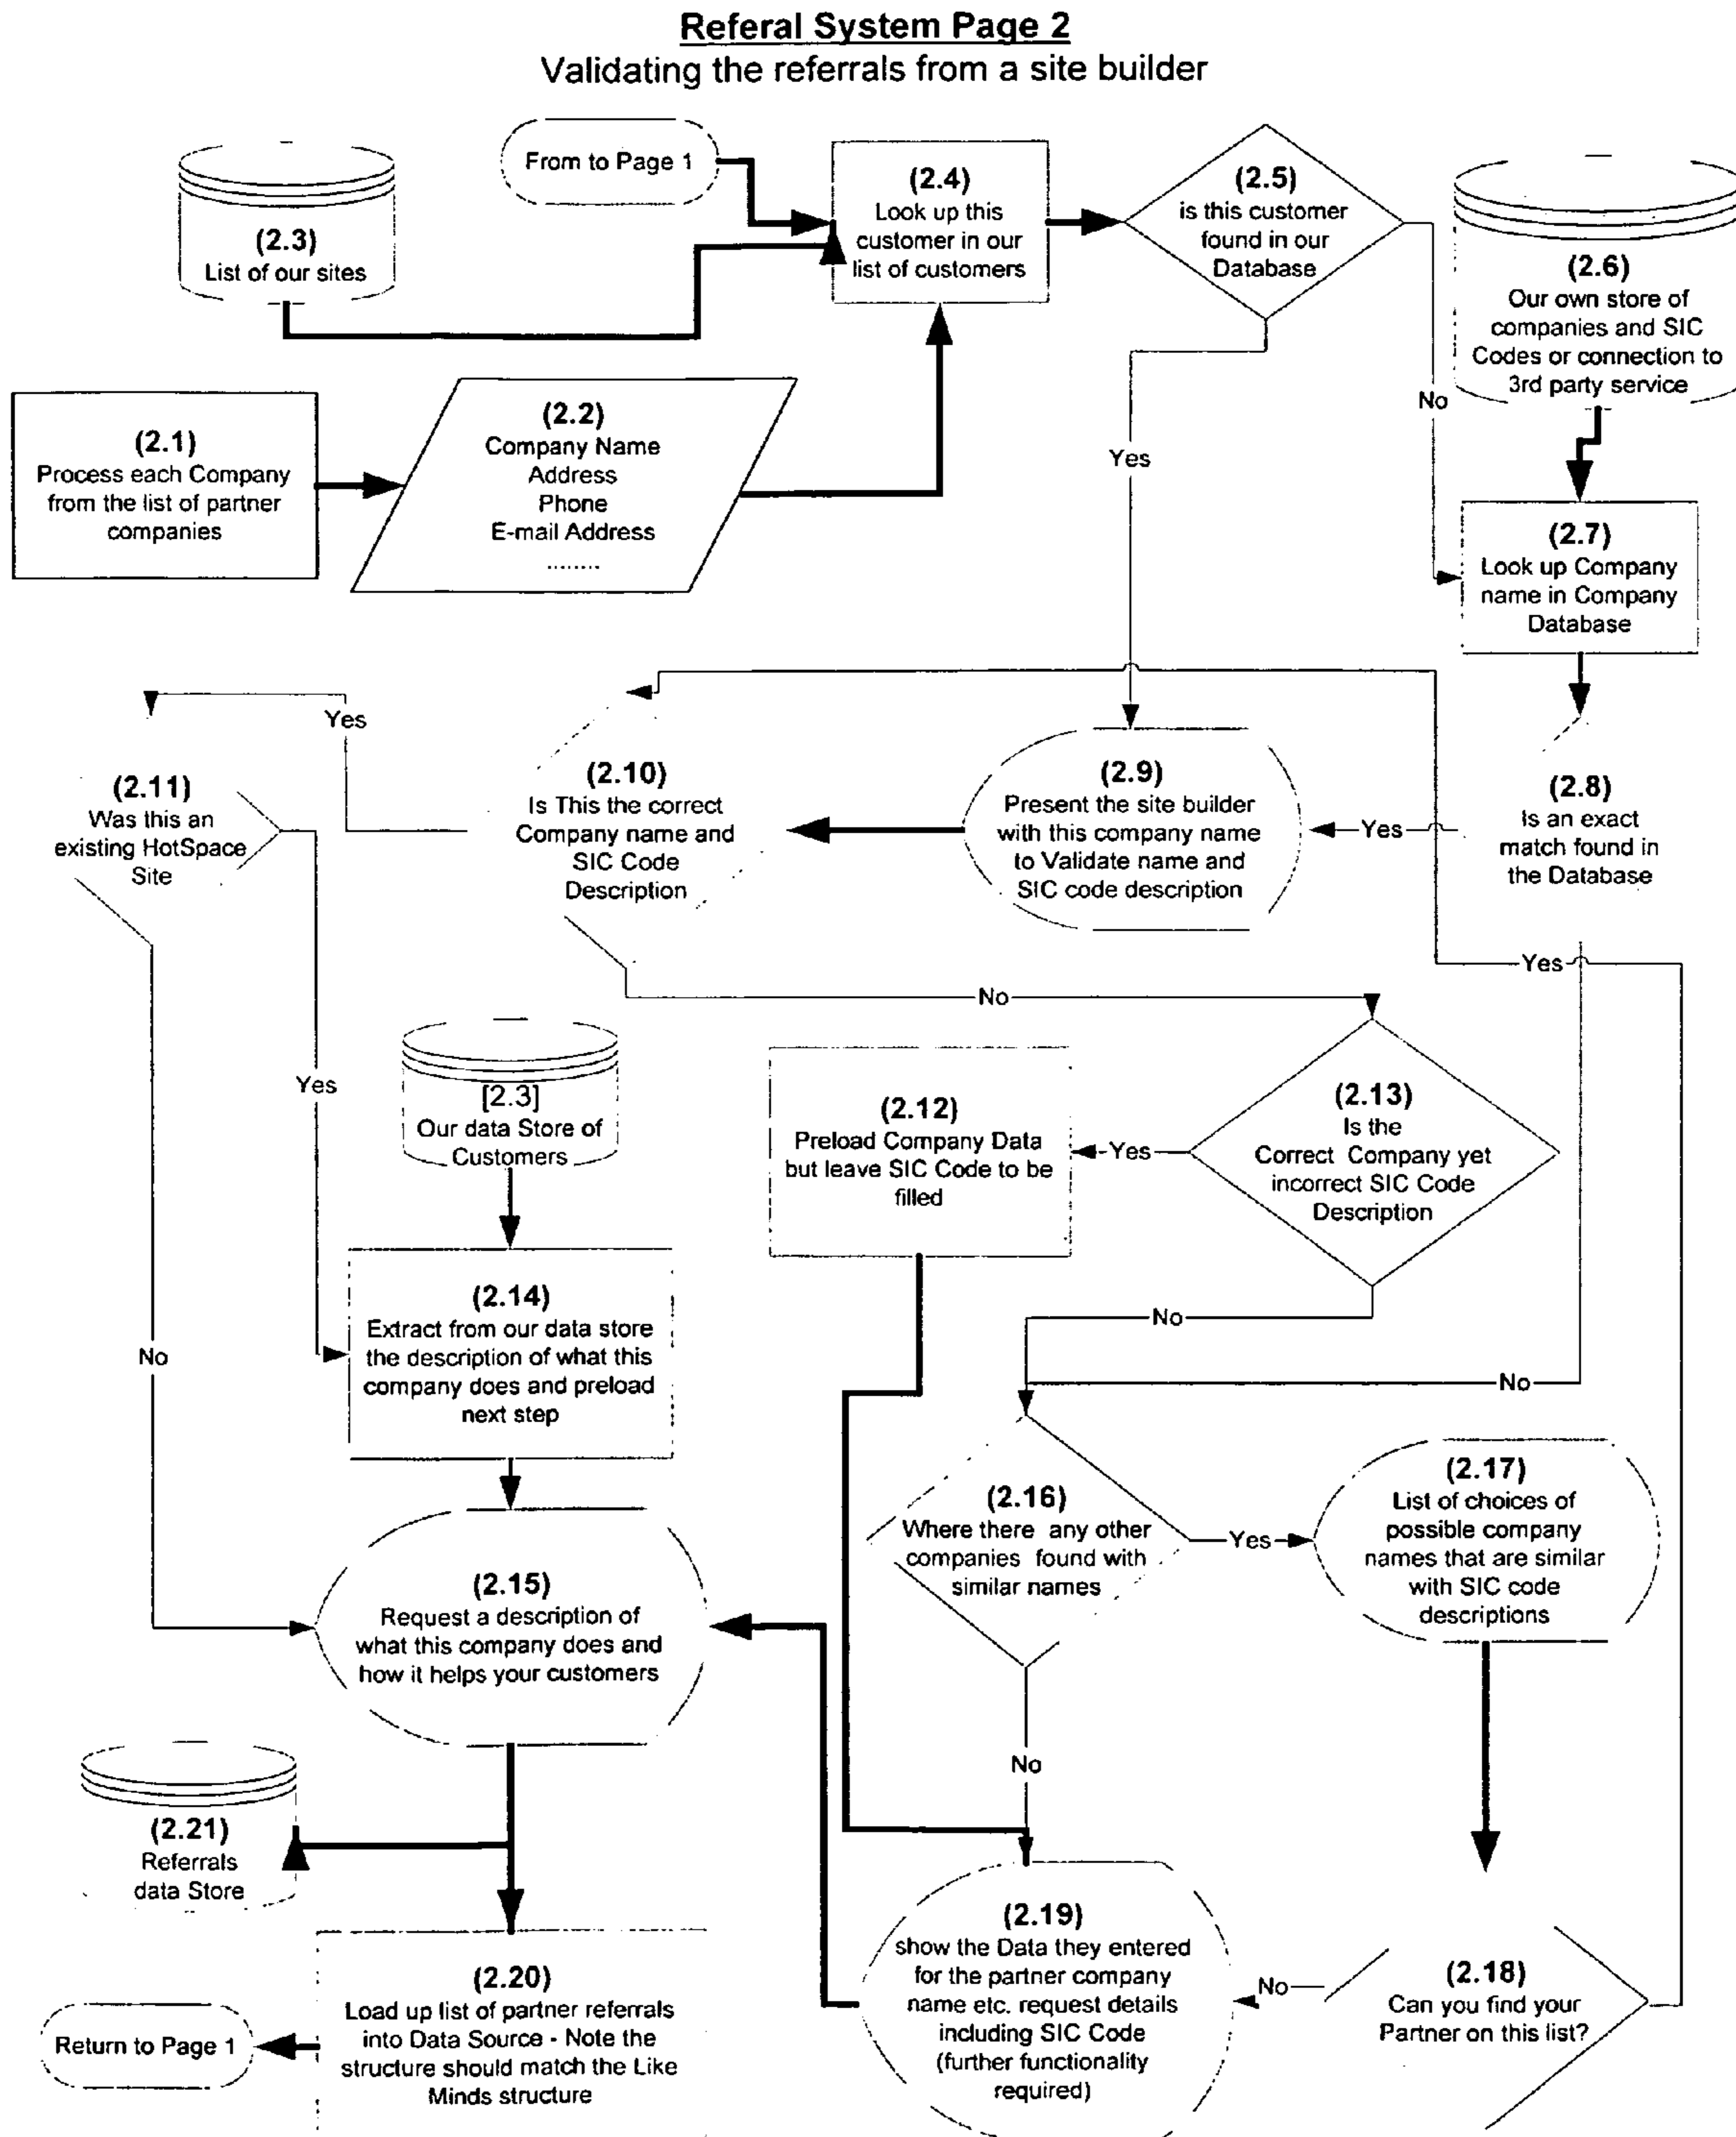 Referal System Page 2
Validating the referrals from a site builder
From to Page 1
(2.3)
List of our sites
(2.4)
Look up this
customer in our
list of customers
(2.5)
is this customer
found in our
Database
(2.6)
Our own store of
companies and SIC
Codes or connection to
3rd party service
No
Yes
(2.1)
Process each Company
from the list of partner
companies
(2.2)
Company Name
Address
Phone
E-mail Address
........
(2.7)
Look up Company
name in Company
Database
Yes
(2.11)
Was this an
existing HotSpace
Site
(2.10)
Is This the correct
Company name and
SIC Code
Description
(2.9)
Present the site builder
with this company name
to Validate name and
SIC code description
Yes
(2.8)
Is an exact
match found in
the Database
Yes
No
Yes
[2.3]
Our data Store of
Customers
(2.12)
Preload Company Data
but leave SIC Code to be
filled
Yes
(2.13)
Is the
Correct Company yet
incorrect SIC Code
Description
No
(2.14)
Extract from our data store
the description of what this
company does and preload
next step
No
No
(2.15)
Request a description of
what this company does and
how it helps your customers
(2.16)
Where there any other
companies found with
similar names
Yes
(2.17)
List of choices of
possible company
names that are similar
with SIC code
descriptions
No
(2.21)
Referrals
data Store
(2.20)
Load up list of partner referrals
into Data Source - Note the
structure should match the Like
Minds structure
Return to Page 1
(2.19)
show the Data they entered
for the partner company
name etc. request details
including SIC Code
(further functionality
required)
No
(2.18)
Can you find your
Partner on this list?